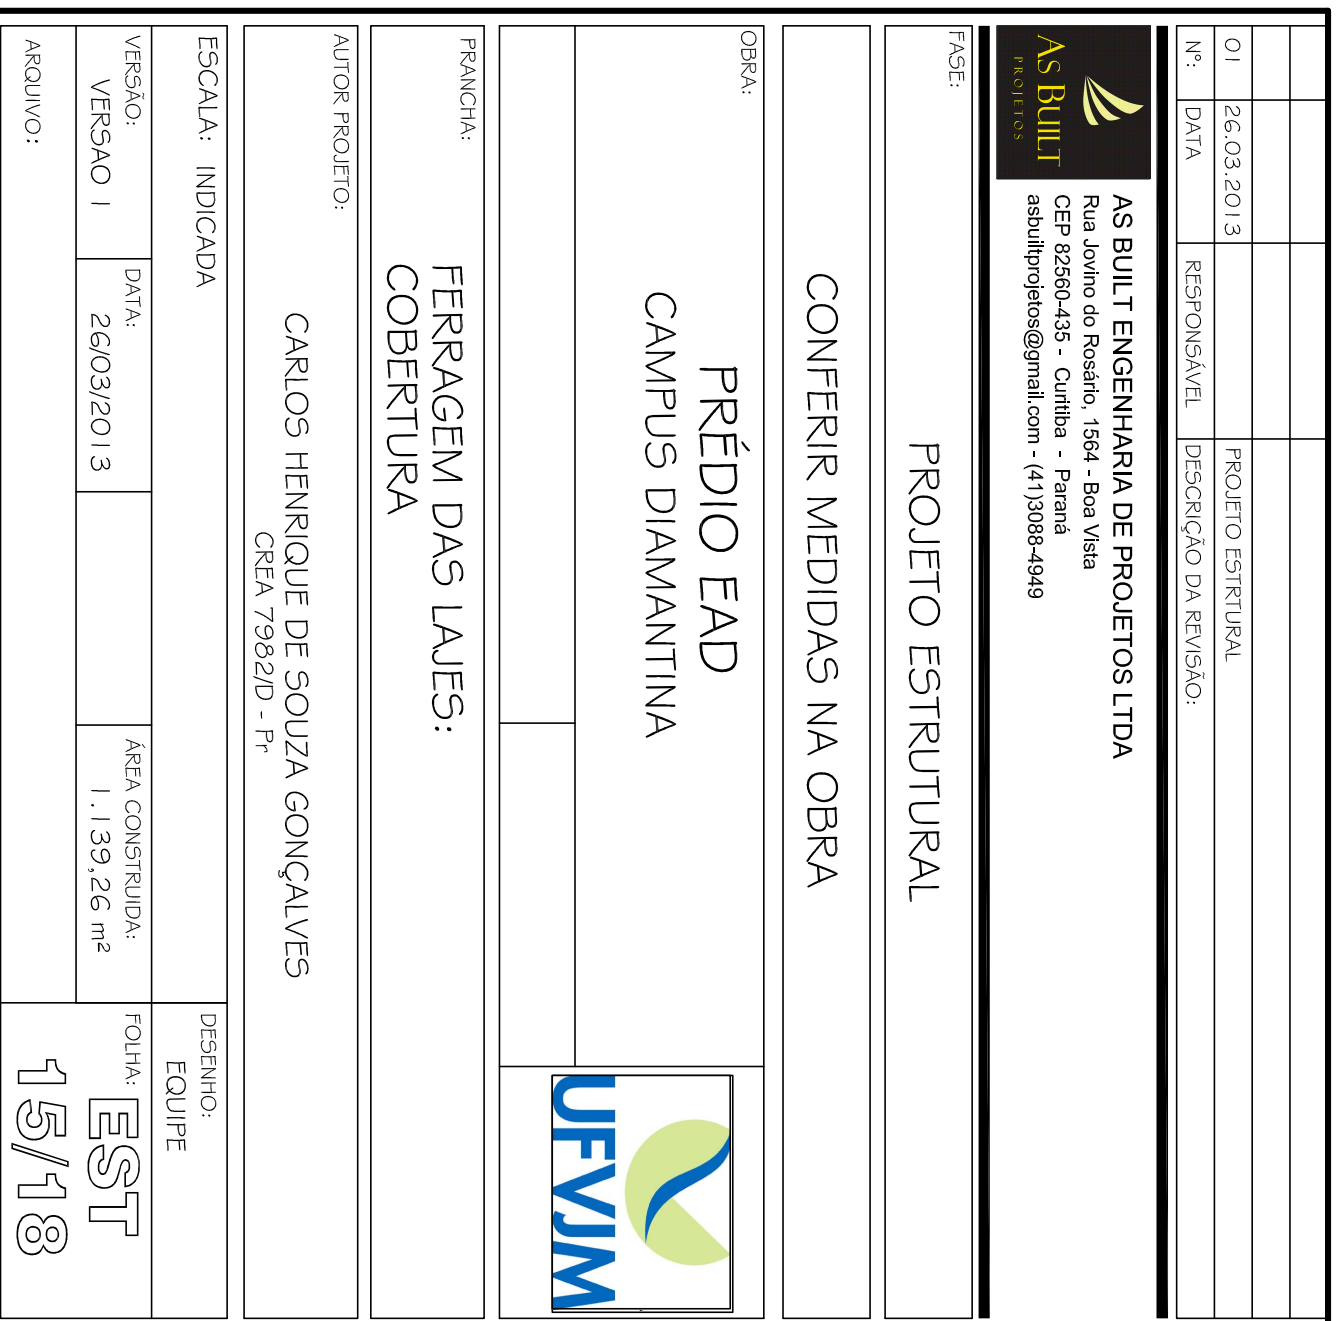 01 26.03.2013 PROJETO ESTRTURAL
Nº: DATA RESPONSÁVEL DESCRIÇÃO DA REVISÃO:
AS BUILT
PROJETOS
AS BUILT ENGENHARIA DE PROJETOS LTDA
Rua Jovino do Rosário, 1564 - Boa Vista
CEP 82560-435 - Curitiba - Paraná
asbuiltprojetos@gmail.com - (41)3088-4949
FASE:
PROJETO ESTRUTURAL
CONFERIR MEDIDAS NA OBRA
OBRA:
PRÉDIO EAD
CAMPUS DIAMANTINA
UFVJM
PRANCHA:
FERRAGEM DAS LAJES:
COBERTURA
AUTOR PROJETO:
CARLOS HENRIQUE DE SOUZA GONÇALVES
CREA 7982/D - Pr
ESCALA: INDICADA
DESENHO:
EQUIPE
VERSÃO:
VERSAO 1
DATA:
26/03/2013
ÁREA CONSTRUIDA:
1.139,26 m²
FOLHA:
EST
15/18
ARQUIVO: